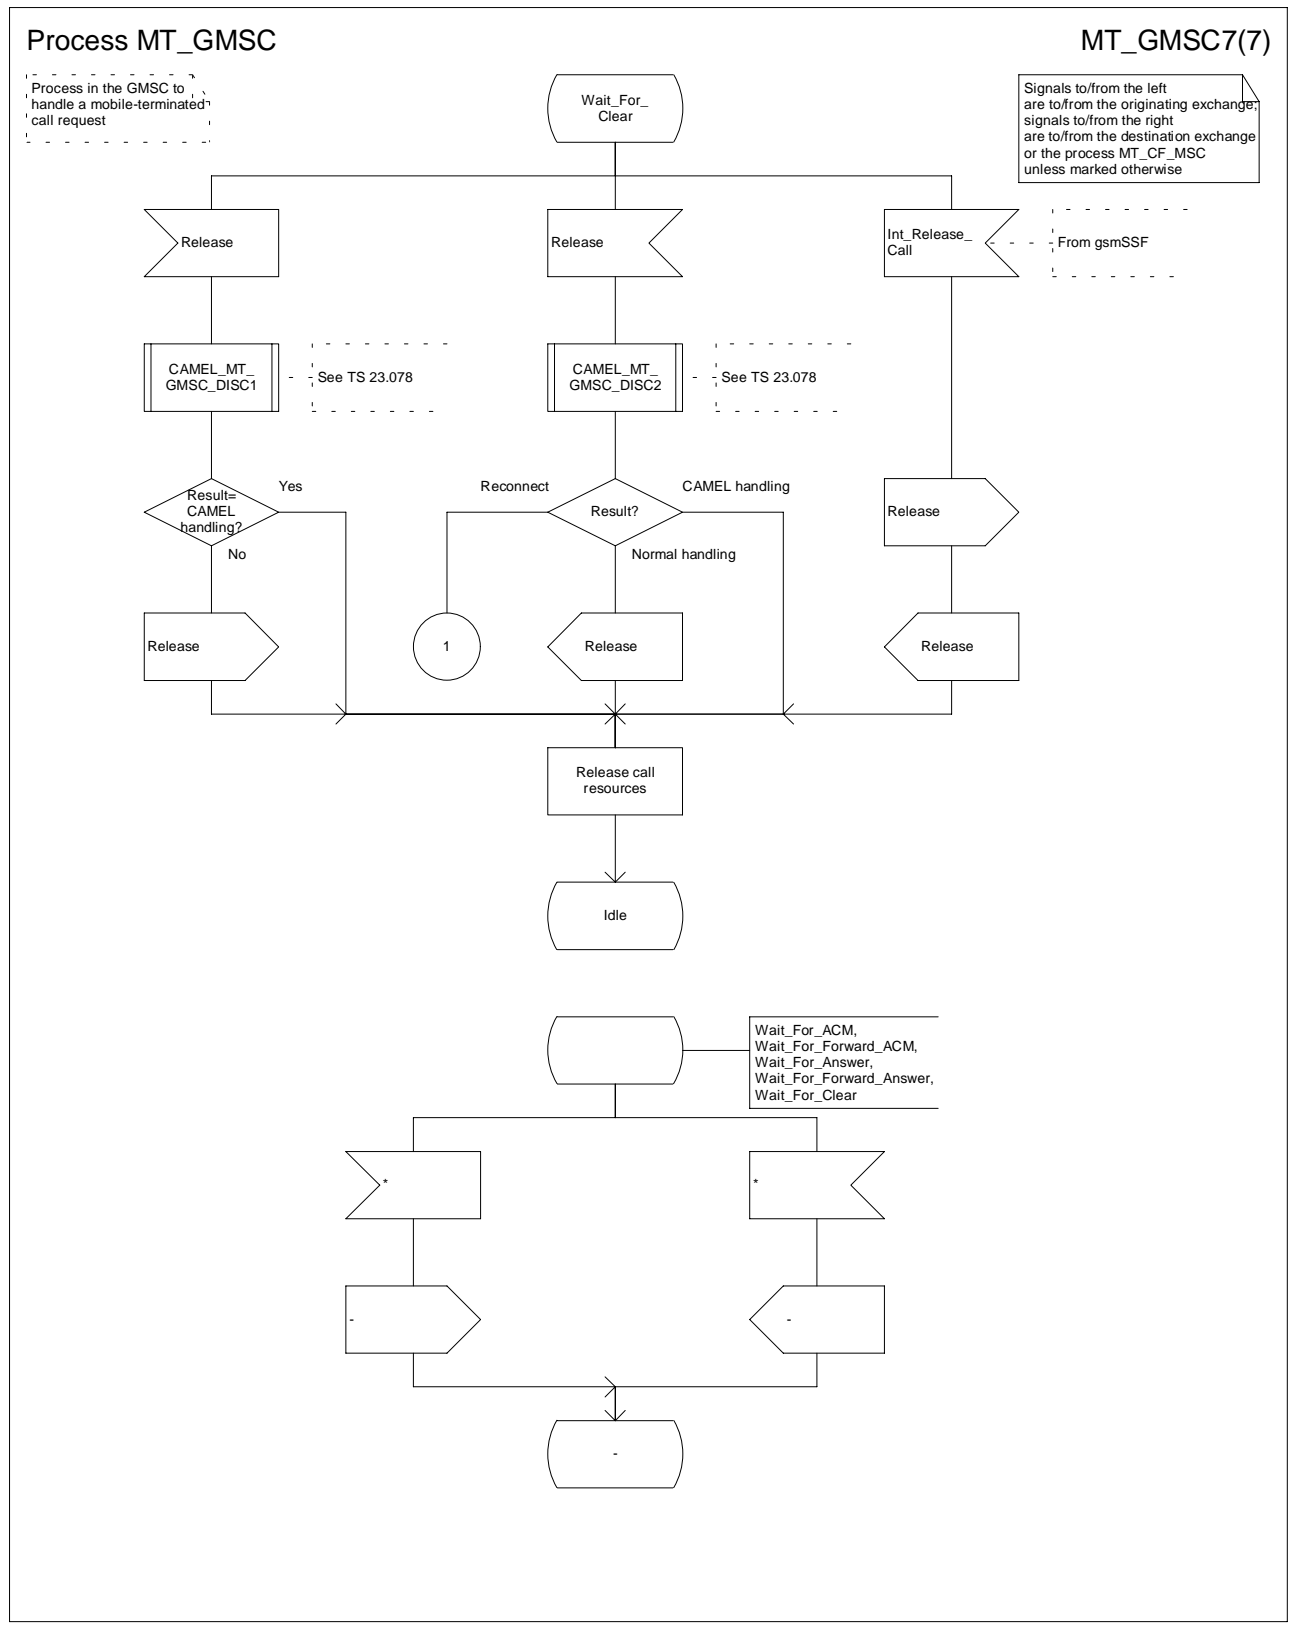 Process MT_GMSC
MT_GMSC7(7)
Process in the GMSC to
handle a mobile-terminated
call request
Wait_For_
Clear
Signals to/from the left
are to/from the originating exchange;
signals to/from the right
are to/from the destination exchange
or the process MT_CF_MSC
unless marked otherwise
Release
Release
Int_Release_
Call
From gsmSSF
CAMEL_MT_
GMSC_DISC1
See TS 23.078
CAMEL_MT_
GMSC_DISC2
See TS 23.078
Result=
CAMEL
handling?
Yes
No
Reconnect
Result?
CAMEL handling
Normal handling
Release
Release
1
Release
Release
Release call
resources
Idle
Wait_For_ACM,
Wait_For_Forward_ACM,
Wait_For_Answer,
Wait_For_Forward_Answer,
Wait_For_Clear
*
*
-
-
-